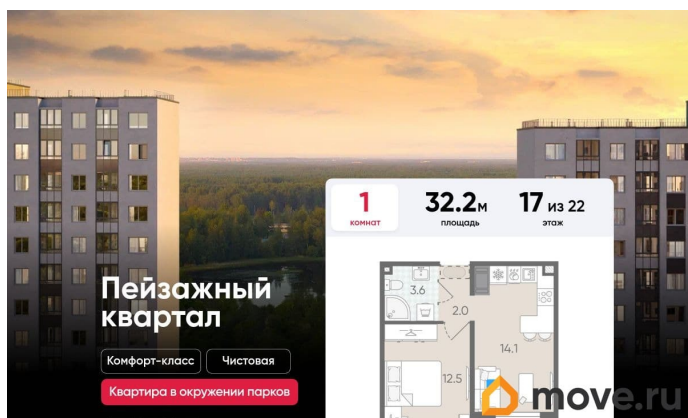 1
комнат
32.2м
площадь
17 из 22
этаж
Пейзажный
квартал
Комфорт-класс
Чистовая
Квартира в окружении парков
3.6
2.0
14.1
12.5
move.ru